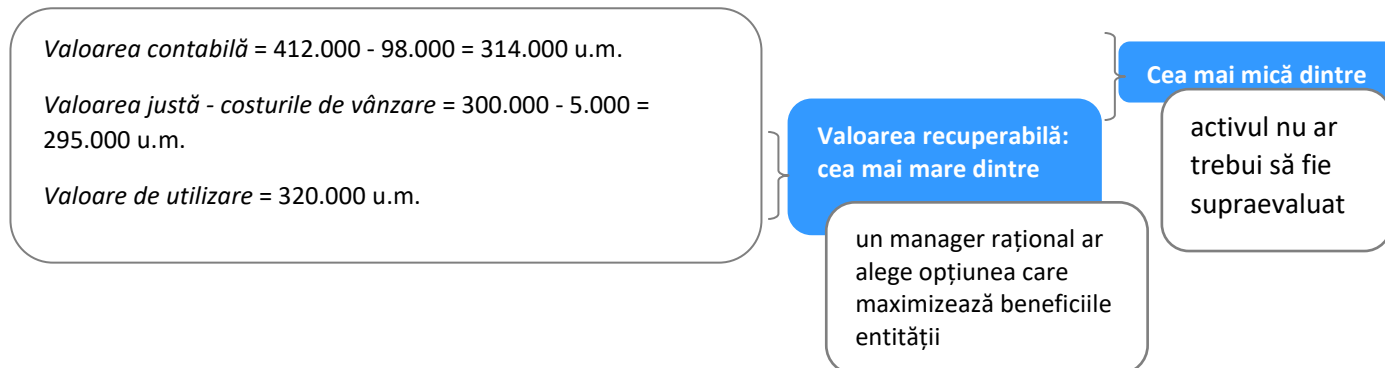 Valoarea contabilă = 412.000 - 98.000 = 314.000 u.m.
Valoarea justă - costurile de vânzare = 300.000 - 5.000 =
295.000 u.m.
Valoare de utilizare = 320.000 u.m.
Valoarea recuperabilă:
cea mai mare dintre
un manager rațional ar
alege opțiunea care
maximizează beneficiile
entității
Cea mai mică dintre
activul nu ar
trebui să fie
supraevaluat